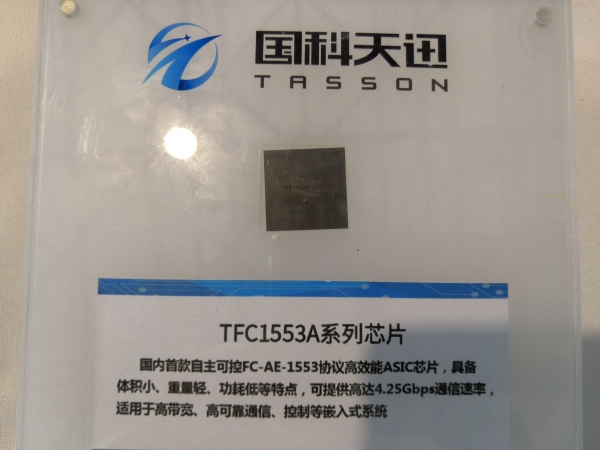 国科天迅
TASSON
TFC1553A系列芯片
国内首款自主可控FC-AE-1553协议高效能ASIC芯片，具备
体积小、重量轻、功耗低等特点，可提供高达4.25Gbps通信速率，
适用于高带宽、高可靠通信、控制等嵌入式系统